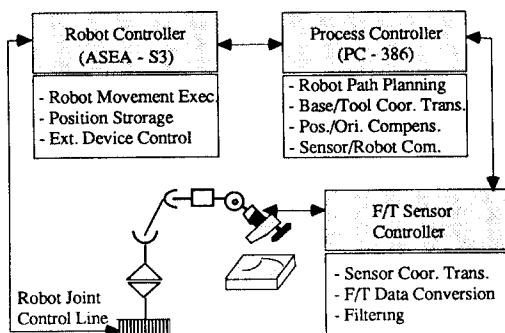 Robot Controller
(ASEA - S3)
- Robot Movement Exec.
- Position Strorage
- Ext. Device Control
Process Controller
(PC - 386)
- Robot Path Planning
- Base/Tool Coor. Trans.
- Pos./Ori. Compens.
- Sensor/Robot Com.
F/T Sensor
Controller
- Sensor Coor. Trans.
- F/T Data Conversion
- Filtering
Robot Joint
Control Line